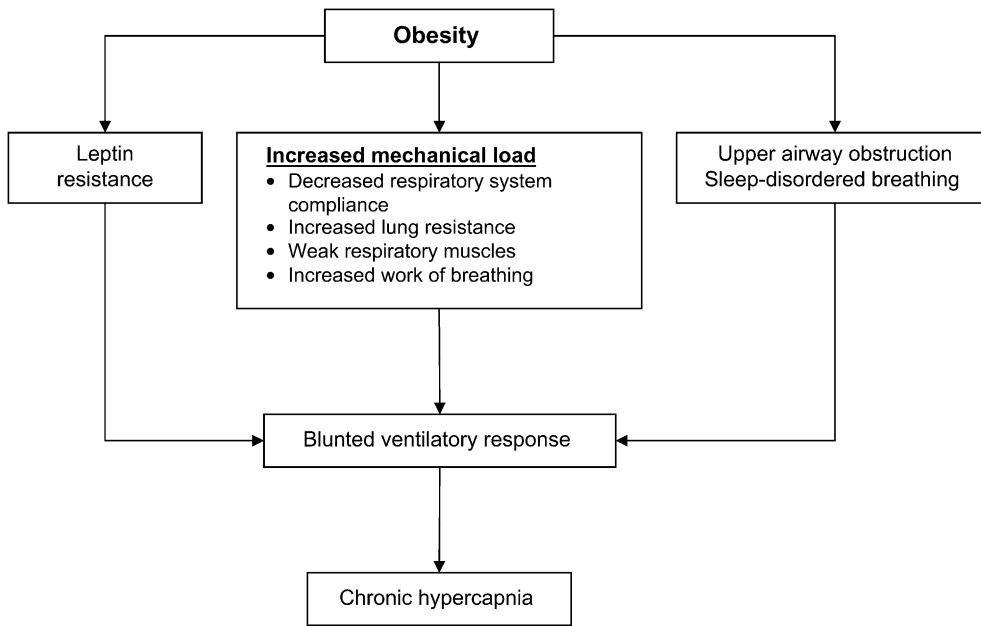 Obesity
Leptin
resistance
Increased mechanical load
• Decreased respiratory system
compliance
• Increased lung resistance
• Weak respiratory muscles
• Increased work of breathing
Upper airway obstruction
Sleep-disordered breathing
Blunted ventilatory response
Chronic hypercapnia